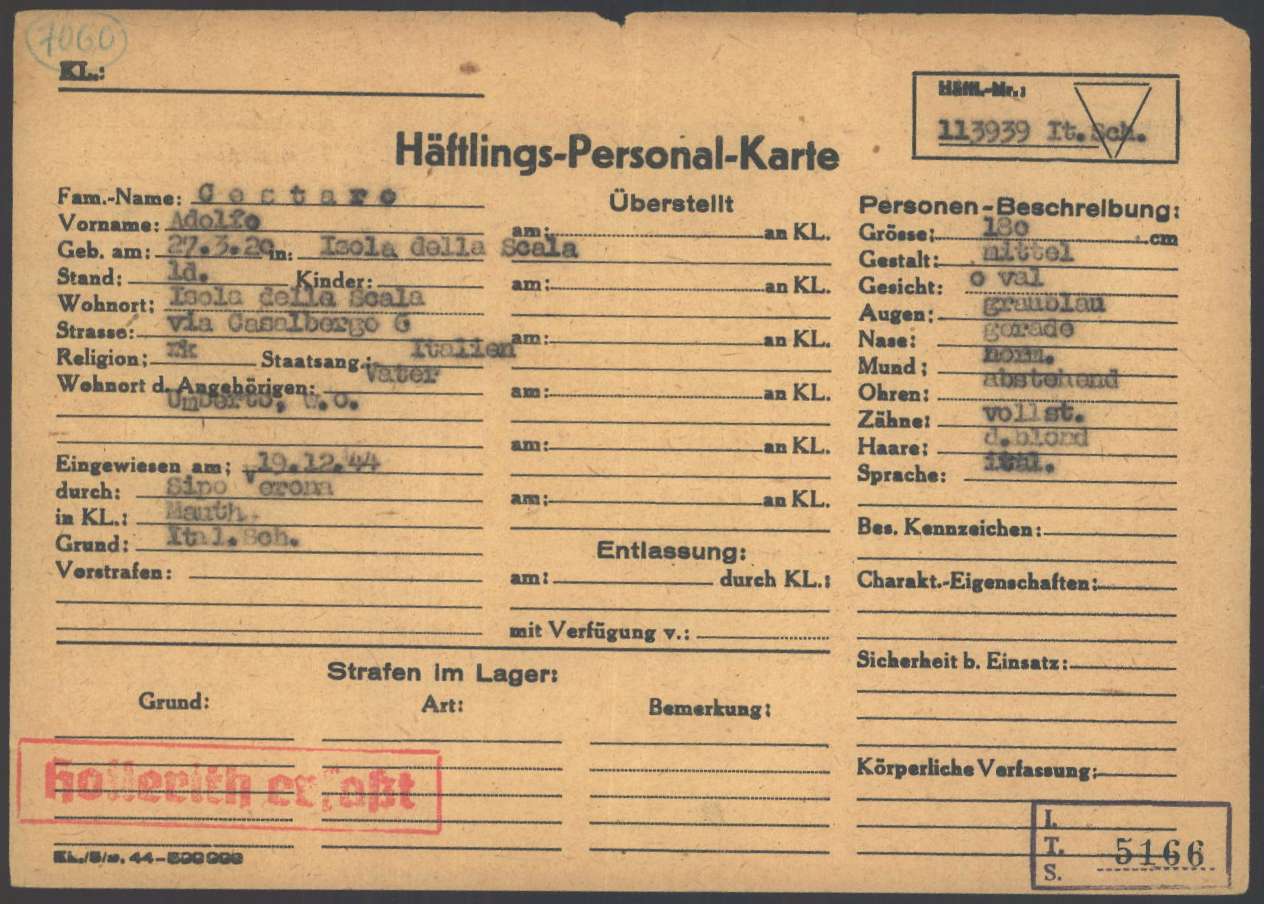 7060
KL.:
Häftl.-Nr.:
113939 It.Sch.
Häftlings-Personal-Karte
Fam.-Name: C e s t a r o
Vorname: Adolfo
Geb. am: 27.3.20 in: Isola della Scala
Stand: ld. Kinder:
Wohnort: Isola della Scala
Strasse: via Casalbergo 6
Religion: rk Staatsang.: Italien
Wohnort d. Angehörigen: Vater
Umberto, w.o.
Eingewiesen am: 19.12.44
durch: Sipo Verona
in KL.: Mauth.
Grund: Ital.Sch.
Vorstrafen:
Überstellt
am: an KL.
am: an KL.
am: an KL.
am: an KL.
am: an KL.
am: an KL.
Entlassung:
am: durch KL.:
mit Verfügung v.:
Personen-Beschreibung:
Grösse: 180 cm
Gestalt: mittel
Gesicht: o val
Augen: graublau
Nase: gerade
Mund: norm.
Ohren: abstehend
Zähne: vollst.
Haare: d.blond
Sprache: ital.
Bes. Kennzeichen:
Charakt.-Eigenschaften:
Sicherheit b. Einsatz:
Körperliche Verfassung:
Strafen im Lager:
Grund: Art: Bemerkung:
Hollerith erfaßt
I.
T. 5166
S.